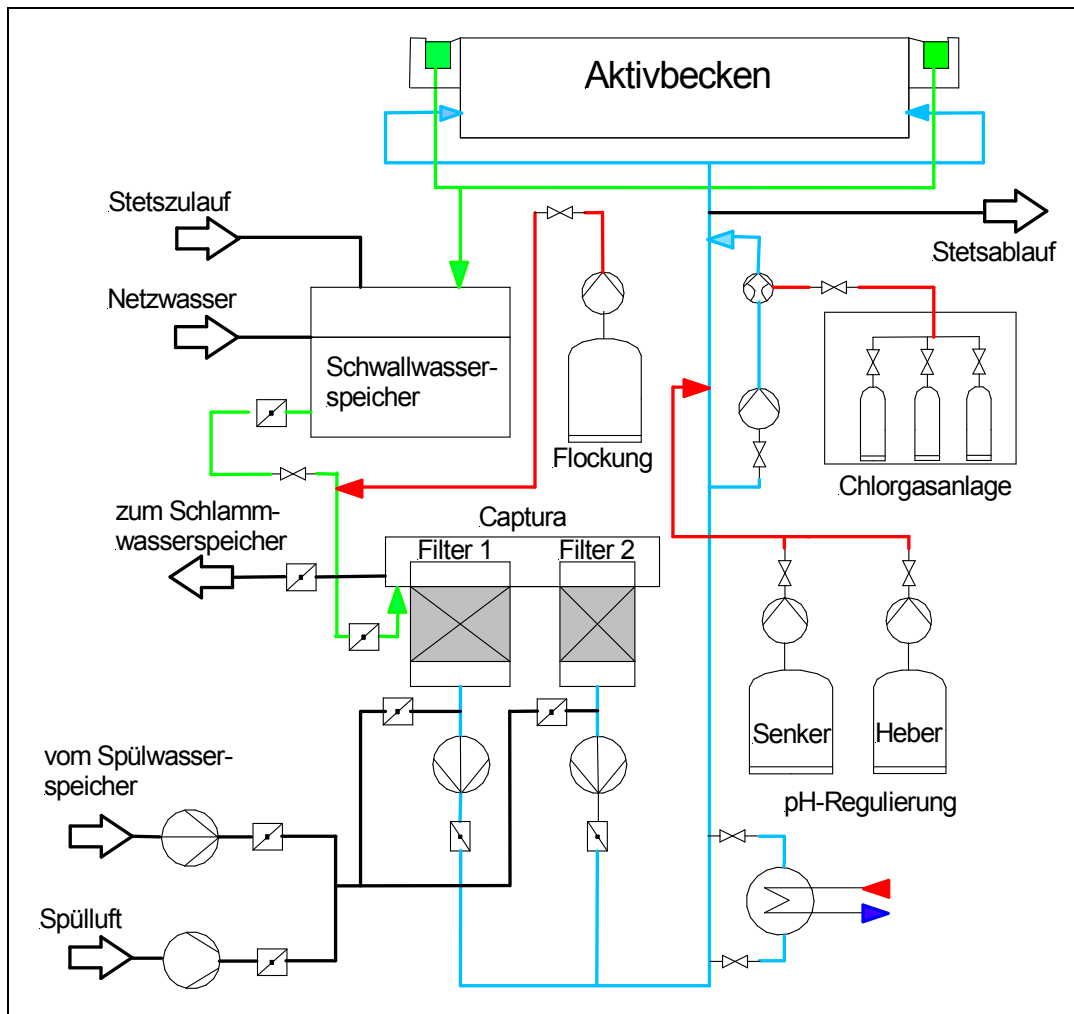 Aktivbecken
Stetszulauf
Stetsablauf
Netzwasser
Schwallwasser-
speicher
Flockung
Chlorgasanlage
zum Schlamm-
wasserspeicher
Captura
Filter 1
Filter 2
Senker
Heber
pH-Regulierung
vom Spülwasser-
speicher
Spülluft